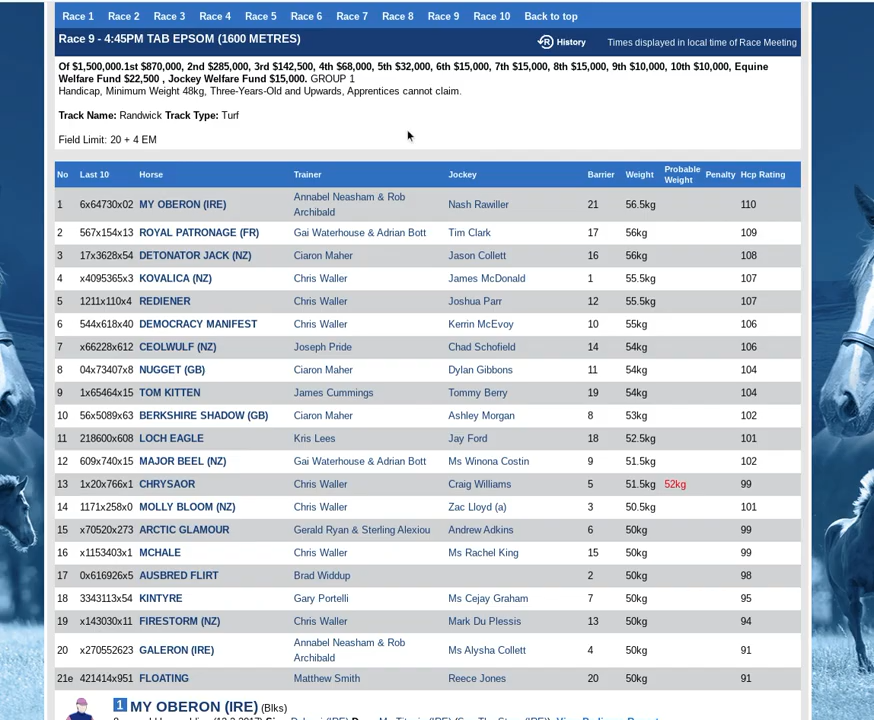 Race 1 Race 2 Race 3 Race 4 Race 5 Race 6 Race 7 Race 8 Race 9 Race 10 Back to top
Race 9 - 4:45PM TAB EPSOM (1600 METRES) R History Times displayed in local time of Race Meeting
Of $1,500,000.1st $870,000, 2nd $285,000, 3rd $142,500, 4th $68,000, 5th $32,000, 6th $15,000, 7th $15,000, 8th $15,000, 9th $10,000, 10th $10,000, Equine
Welfare Fund $22,500 , Jockey Welfare Fund $15,000. GROUP 1
Handicap, Minimum Weight 48kg, Three-Years-Old and Upwards, Apprentices cannot claim.
Track Name: Randwick Track Type: Turf
Field Limit: 20 + 4 EM
No Last 10 Horse Trainer Jockey Barrier Weight Probable Weight Penalty Hcp Rating
1 6x64730x02 MY OBERON (IRE) Annabel Neasham & Rob Archibald Nash Rawiller 21 56.5kg 110
2 567x154x13 ROYAL PATRONAGE (FR) Gai Waterhouse & Adrian Bott Tim Clark 17 56kg 109
3 17x3628x54 DETONATOR JACK (NZ) Ciaron Maher Jason Collett 16 56kg 108
4 x4095365x3 KOVALICA (NZ) Chris Waller James McDonald 1 55.5kg 107
5 1211x110x4 REDIENER Chris Waller Joshua Parr 12 55.5kg 107
6 544x618x40 DEMOCRACY MANIFEST Chris Waller Kerrin McEvoy 10 55kg 106
7 x66228x612 CEOLWULF (NZ) Joseph Pride Chad Schofield 14 54kg 106
8 04x73407x8 NUGGET (GB) Ciaron Maher Dylan Gibbons 11 54kg 104
9 1x65464x15 TOM KITTEN James Cummings Tommy Berry 19 54kg 104
10 56x5089x63 BERKSHIRE SHADOW (GB) Ciaron Maher Ashley Morgan 8 53kg 102
11 218600x608 LOCH EAGLE Kris Lees Jay Ford 18 52.5kg 101
12 609x740x15 MAJOR BEEL (NZ) Gai Waterhouse & Adrian Bott Ms Winona Costin 9 51.5kg 102
13 1x20x766x1 CHRYSAOR Chris Waller Craig Williams 5 51.5kg 52kg 99
14 1171x258x0 MOLLY BLOOM (NZ) Chris Waller Zac Lloyd (a) 3 50.5kg 101
15 x70520x273 ARCTIC GLAMOUR Gerald Ryan & Sterling Alexiou Andrew Adkins 6 50kg 99
16 x1153403x1 MCHALE Chris Waller Ms Rachel King 15 50kg 99
17 0x616926x5 AUSBRED FLIRT Brad Widdup 2 50kg 98
18 3343113x54 KINTYRE Gary Portelli Ms Cejay Graham 7 50kg 95
19 x143030x11 FIRESTORM (NZ) Chris Waller Mark Du Plessis 13 50kg 94
20 x270552623 GALERON (IRE) Annabel Neasham & Rob Archibald Ms Alysha Collett 4 50kg 91
21e 421414x951 FLOATING Matthew Smith Reece Jones 20 50kg 91
1 MY OBERON (IRE) (Blks)